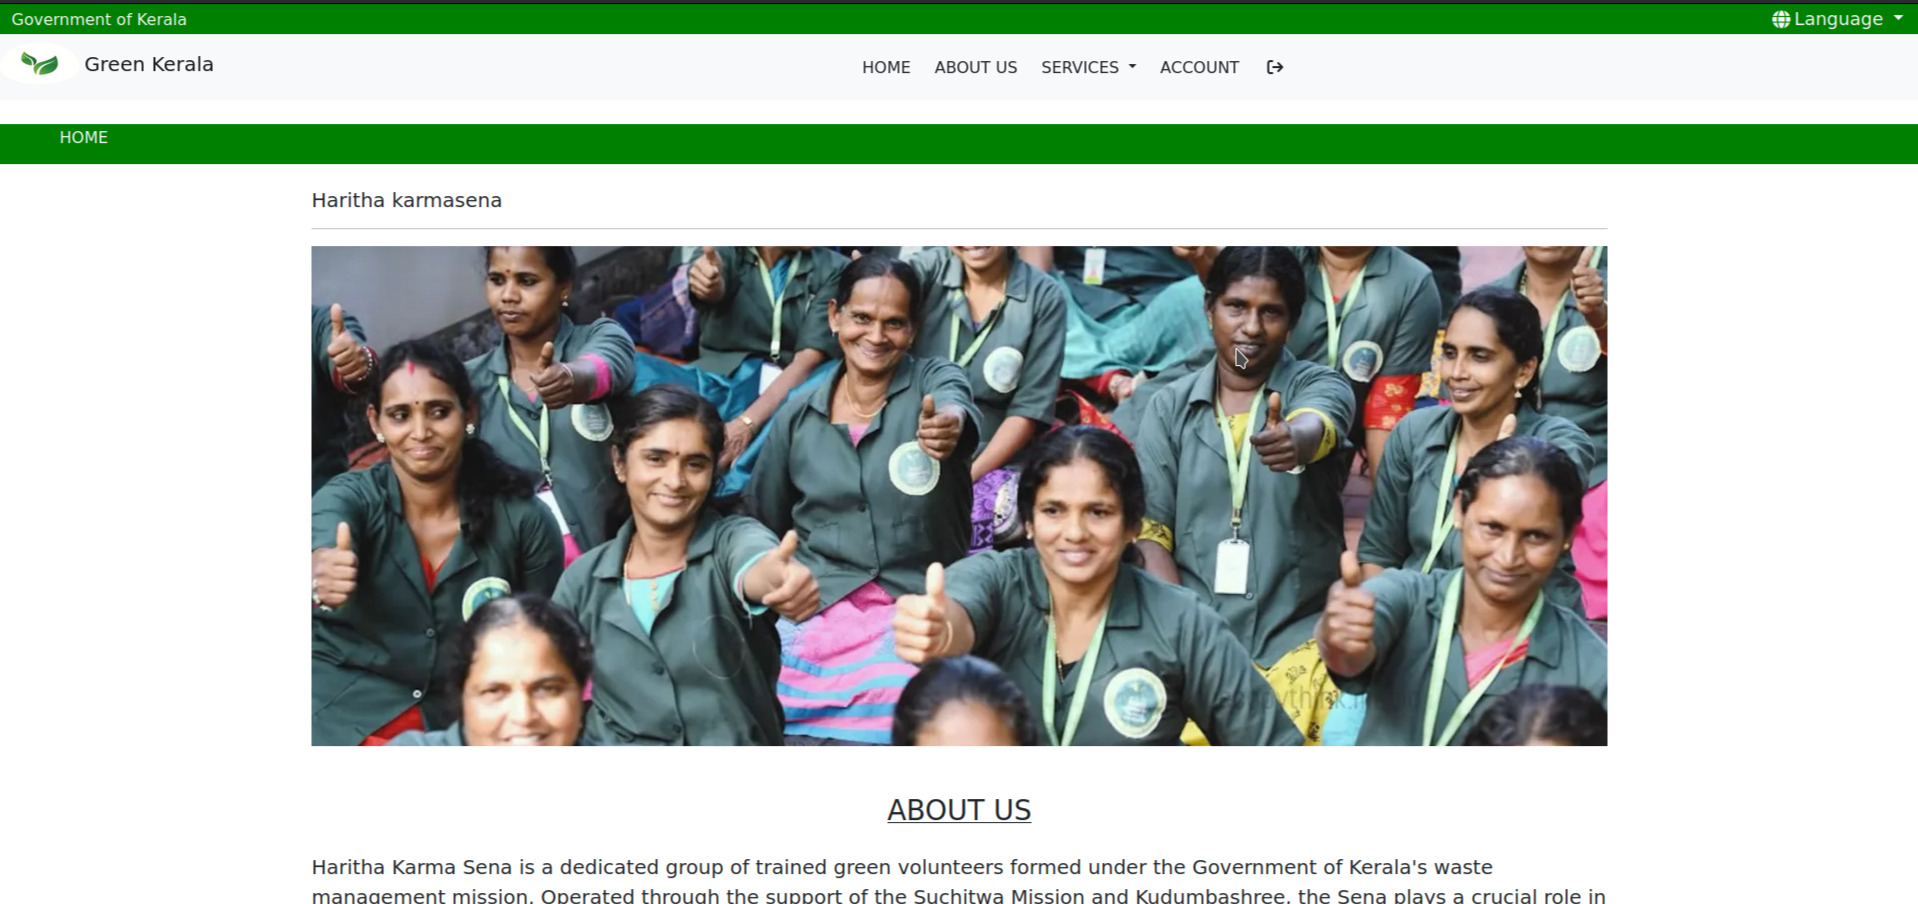 Government of Kerala
Language
Green Kerala
HOME ABOUT US SERVICES ACCOUNT
HOME
Haritha karmasena
ABOUT US
Haritha Karma Sena is a dedicated group of trained green volunteers formed under the Government of Kerala's waste
management mission. Operated through the support of the Suchitwa Mission and Kudumbashree, the Sena plays a crucial role in